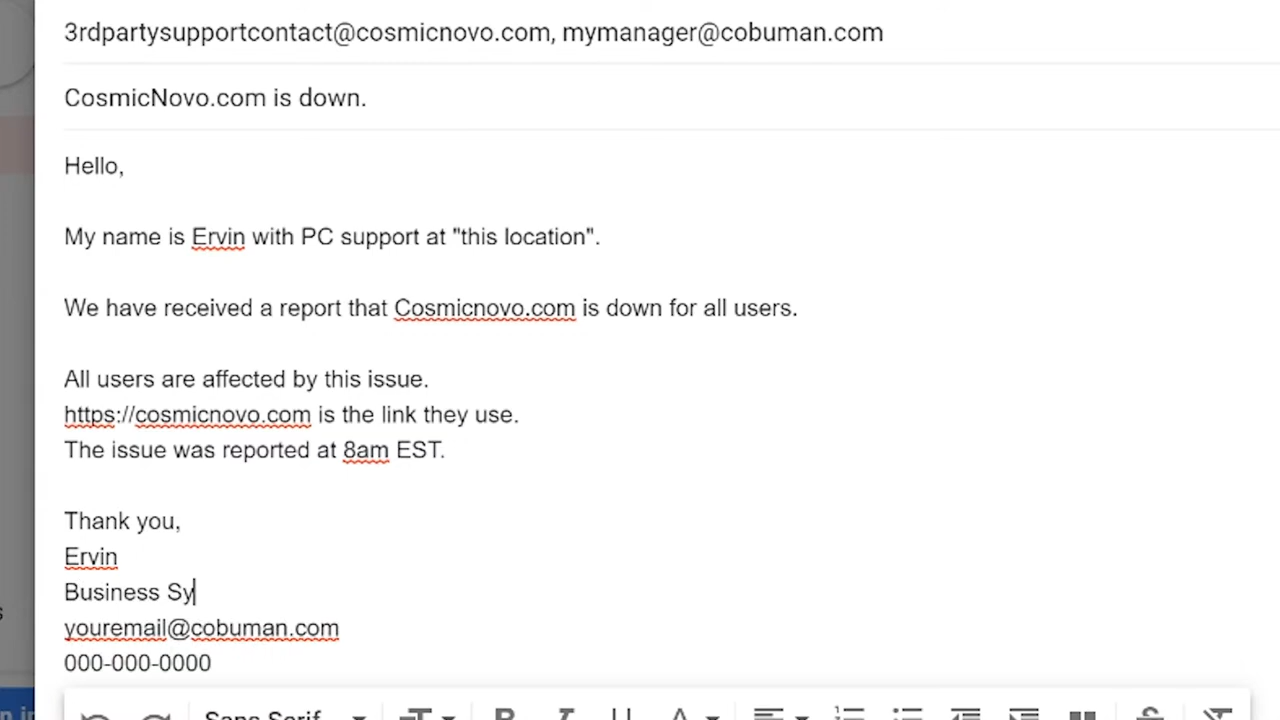 3rdpartysupportcontact@cosmicnovo.com, mymanager@cobuman.com
CosmicNovo.com is down.
Hello,
My name is Ervin with PC support at "this location".
We have received a report that Cosmicnovo.com is down for all users.
All users are affected by this issue.
https://cosmicnovo.com is the link they use.
The issue was reported at 8am EST.
Thank you,
Ervin
Business Sy
youremail@cobuman.com
000-000-0000
Sans Serif